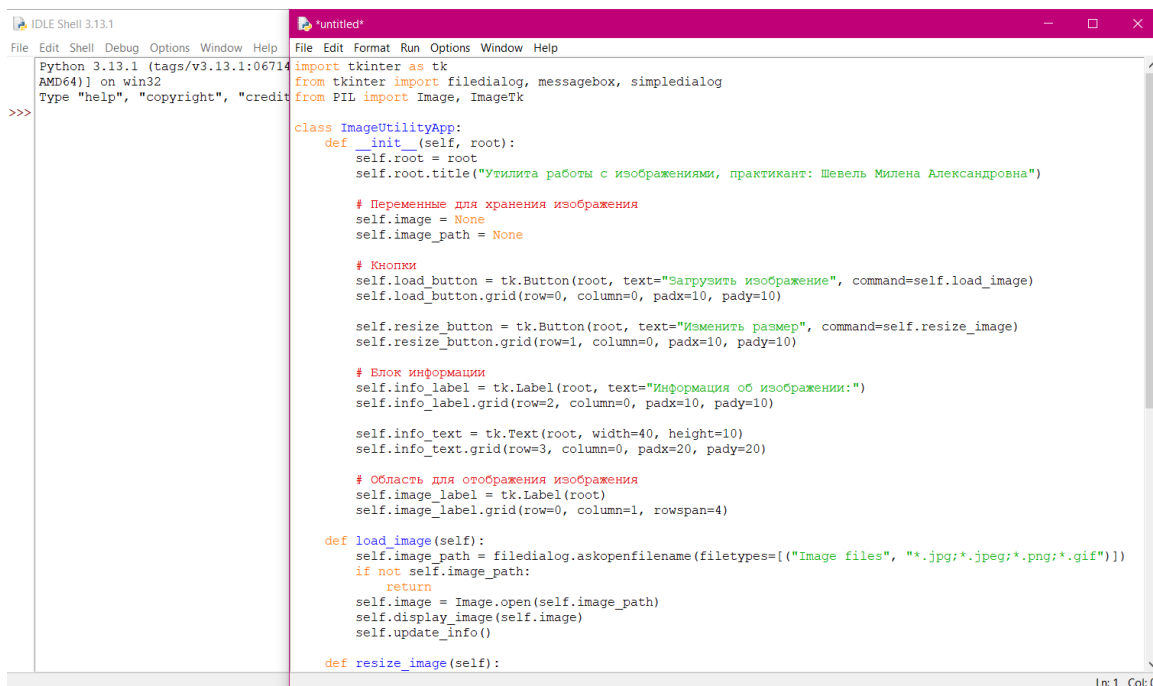 IDLE Shell 3.13.1
File Edit Shell Debug Options Window Help
Python 3.13.1 (tags/v3.13.1:06714
AMD64)] on win32
Type "help", "copyright", "credit
>>>
*untitled*
File Edit Format Run Options Window Help
import tkinter as tk
from tkinter import filedialog, messagebox, simpledialog
from PIL import Image, ImageTk
class ImageUtilityApp:
def __init__(self, root):
self.root = root
self.root.title("Утилита работы с изображениями, практикант: Шевель Милена Александровна")
# Переменные для хранения изображения
self.image = None
self.image_path = None
# Кнопки
self.load_button = tk.Button(root, text="Загрузить изображение", command=self.load_image)
self.load_button.grid(row=0, column=0, padx=10, pady=10)
self.resize_button = tk.Button(root, text="Изменить размер", command=self.resize_image)
self.resize_button.grid(row=1, column=0, padx=10, pady=10)
# Блок информации
self.info_label = tk.Label(root, text="Информация об изображении:")
self.info_label.grid(row=2, column=0, padx=10, pady=10)
self.info_text = tk.Text(root, width=40, height=10)
self.info_text.grid(row=3, column=0, padx=20, pady=20)
# Область для отображения изображения
self.image_label = tk.Label(root)
self.image_label.grid(row=0, column=1, rowspan=4)
def load_image(self):
self.image_path = filedialog.askopenfilename(filetypes=[("Image files", "*.jpg;*.jpeg;*.png;*.gif")])
if not self.image_path:
return
self.image = Image.open(self.image_path)
self.display_image(self.image)
self.update_info()
def resize_image(self):
Ln: 1 Col: 0